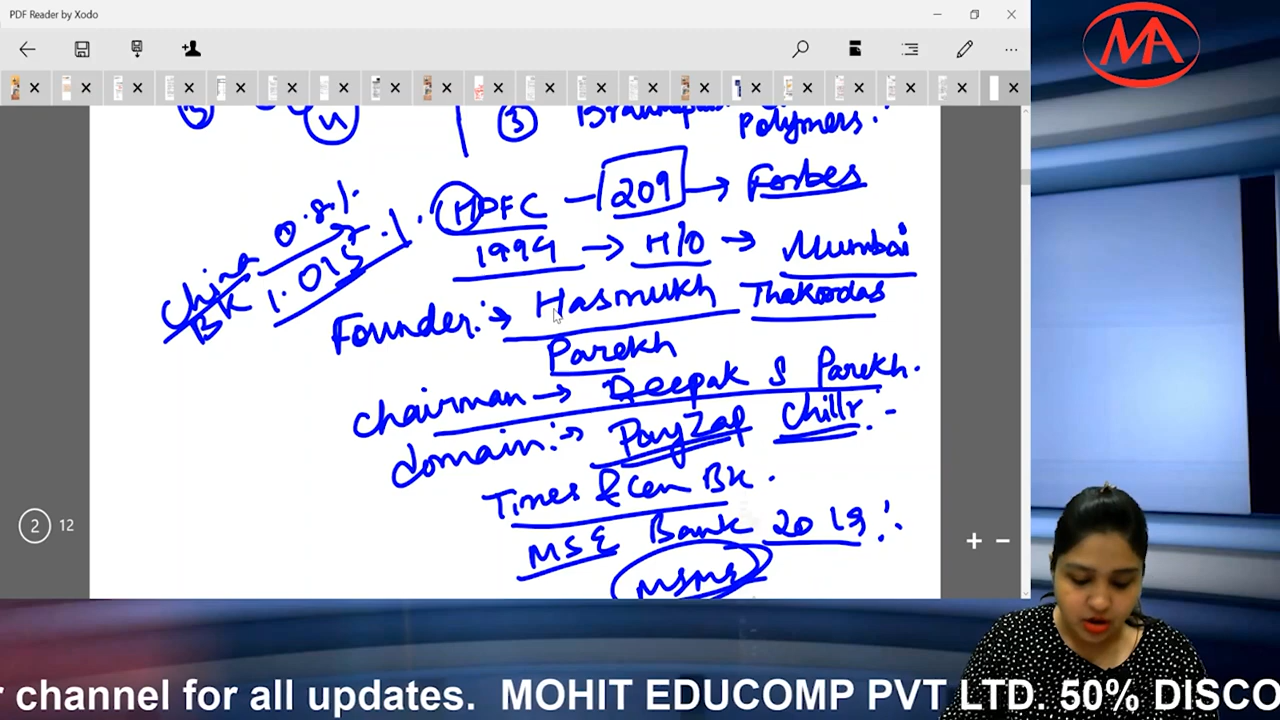 PDF Reader by Xodo
MA
Polymers.
3
HDFC — 209 → Forbes
China 0.8%
BK 1.015%
1994 → H/O → Mumbai
Founder:→ Hasmukh Thakordas
Parekh
Chairman → Deepak S Parekh.
domain:→ PayZap Chillr:-
Times &
BK.
MSE Bank 2019:
MSME
2 12
r channel for all updates. MOHIT EDUCOMP PVT LTD. 50% DISCO